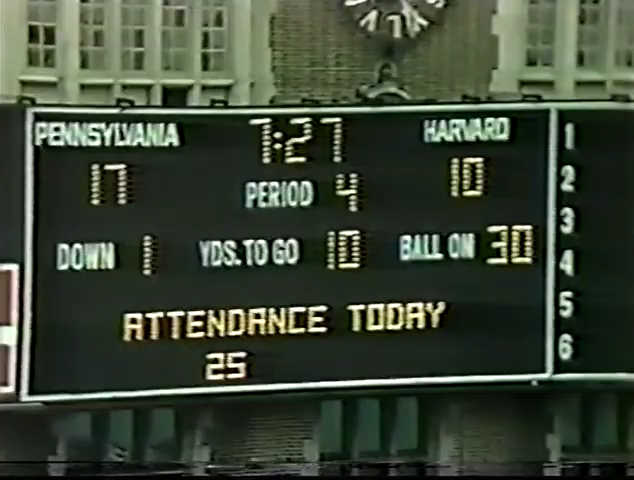 PENNSYLVANIA 7:27 HARVARD
17 PERIOD 4 10
DOWN 1 YDS. TO GO 10 BALL ON 30
ATTENDANCE TODAY
25
1
2
3
4
5
6